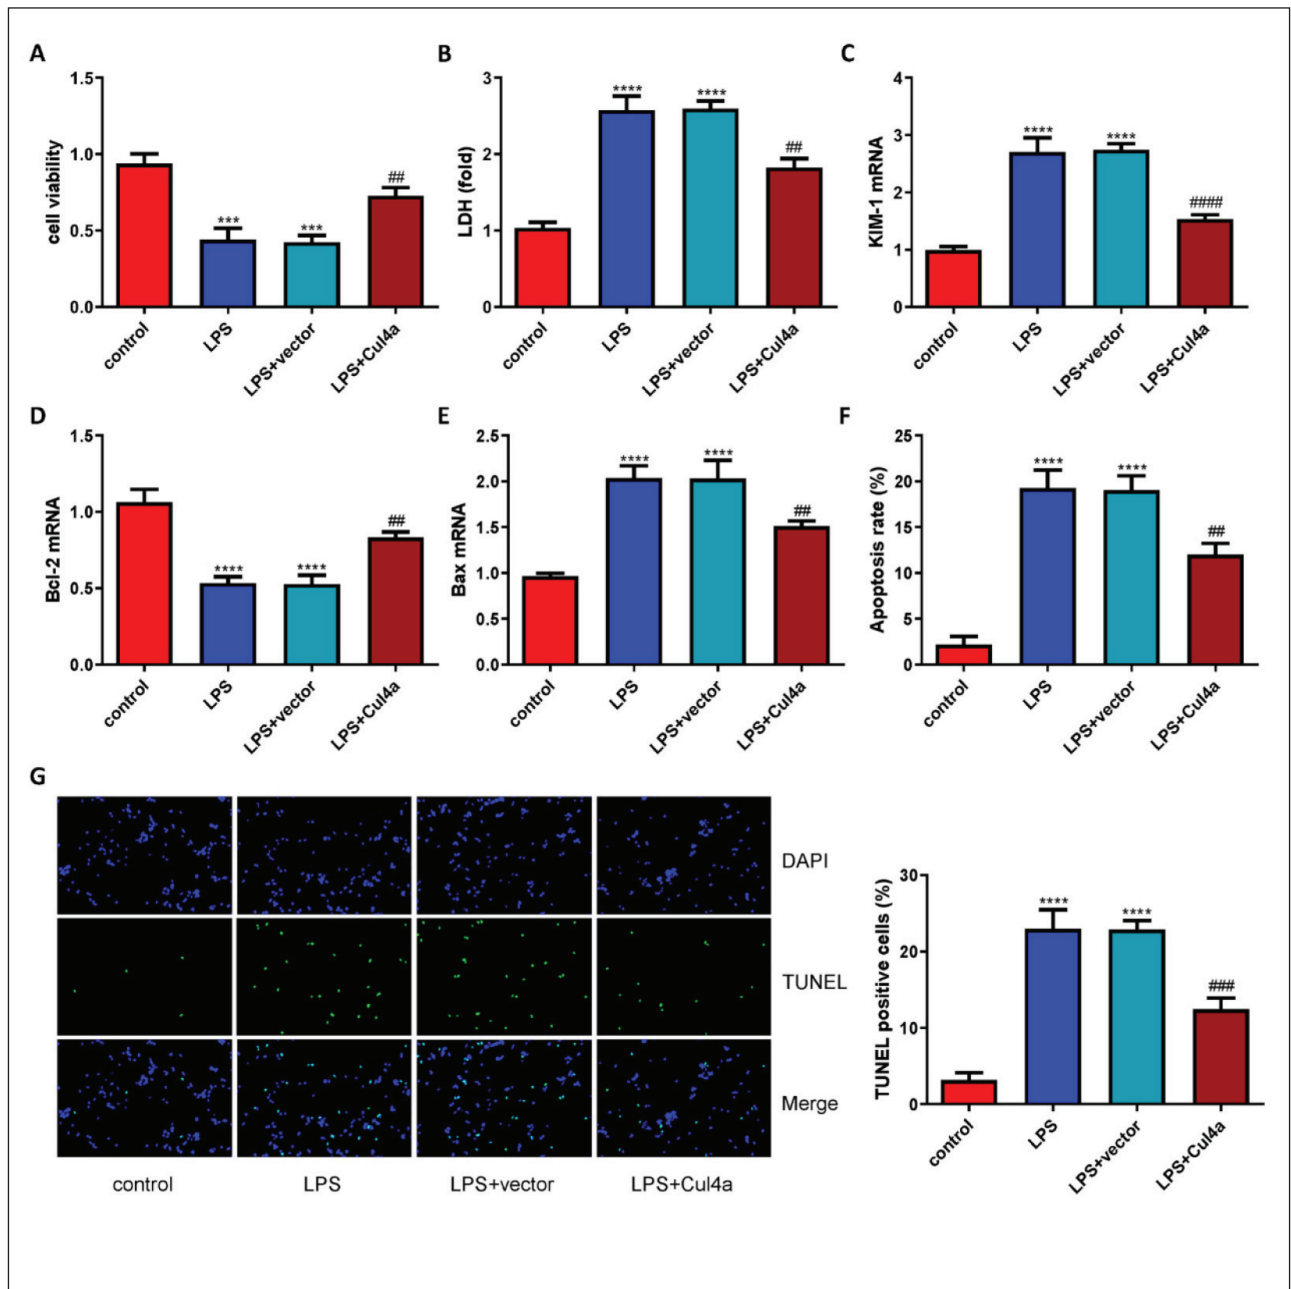 A
cell viability
1.5
1.0
0.5
0.0
***
***
##
control
LPS
LPS+vector
LPS+Cul4a
B
LDH (fold)
3
2
1
0
****
****
##
control
LPS
LPS+vector
LPS+Cul4a
C
KIM-1 mRNA
4
3
2
1
0
****
****
####
control
LPS
LPS+vector
LPS+Cul4a
D
Bcl-2 mRNA
1.5
1.0
0.5
0.0
****
****
##
control
LPS
LPS+vector
LPS+Cul4a
E
Bax mRNA
2.5
2.0
1.5
1.0
0.5
0.0
****
****
##
control
LPS
LPS+vector
LPS+Cul4a
F
Apoptosis rate (%)
25
20
15
10
5
0
****
****
##
control
LPS
LPS+vector
LPS+Cul4a
G
DAPI
TUNEL
Merge
control
LPS
LPS+vector
LPS+Cul4a
TUNEL positive cells (%)
30
20
10
0
****
****
###
control
LPS
LPS+vector
LPS+Cul4a